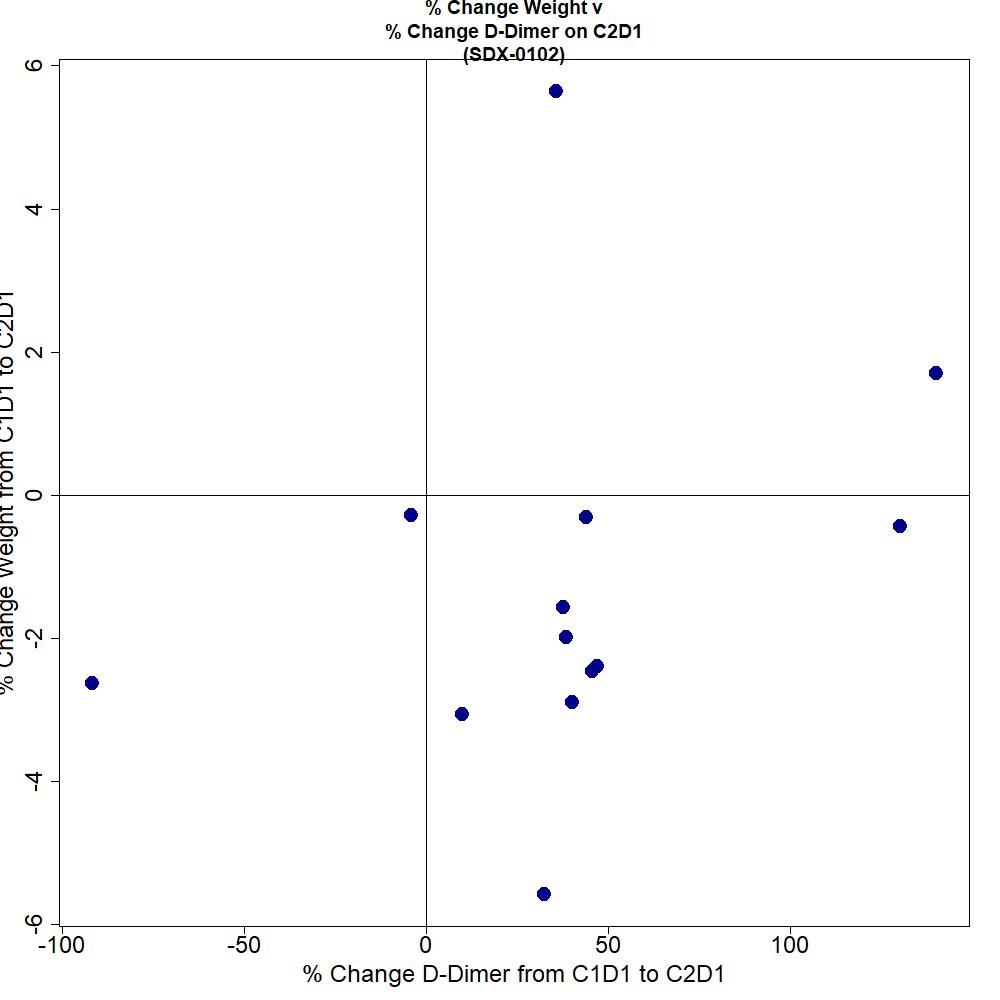 % Change Weight v
% Change D-Dimer on C2D1
(SDX-0102)
% Change Weight from C1D1 to C2D1
6
4
2
0
-2
-4
-6
-100
-50
0
50
100
% Change D-Dimer from C1D1 to C2D1